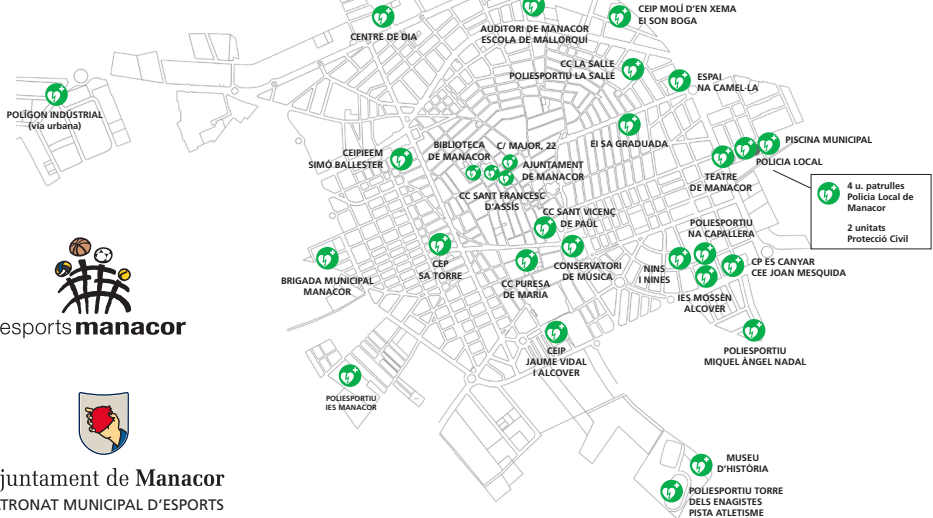 CEIP MOLÍ D'EN XEMA
EI SON BOGA
CENTRE DE DIA
AUDITORI DE MANACOR
ESCOLA DE MALLORQUÍ
CC LA SALLE
POLIESPORTIU LA SALLE
ESPAI
NA CAMEL·LA
POLÍGON INDUSTRIAL
(via urbana)
CEIPIEEM
SIMÓ BALLESTER
BIBLIOTECA
DE MANACOR
C/ MAJOR, 22
AJUNTAMENT
DE MANACOR
EI SA GRADUADA
PISCINA MUNICIPAL
POLICIA LOCAL
TEATRE
DE MANACOR
CC SANT FRANCESC
D'ASSÍS
4 u. patrulles
Policia Local de
Manacor
2 unitats
Protecció Civil
CC SANT VICENÇ
DE PAÜL
POLIESPORTIU
NA CAPALLERA
CEP
SA TORRE
BRIGADA MUNICIPAL
MANACOR
CC PURESA
DE MARIA
CONSERVATORI
DE MÚSICA
NINS
I NINES
CP ES CANYAR
CEE JOAN MESQUIDA
IES MOSSÈN
ALCOVER
esports manacor
CEIP
JAUME VIDAL
I ALCOVER
POLIESPORTIU
MIQUEL ÀNGEL NADAL
POLIESPORTIU
IES MANACOR
MUSEU
D'HISTÒRIA
juntament de Manacor
TRONAT MUNICIPAL D'ESPORTS
POLIESPORTIU TORRE
DELS ENAGISTES
PISTA ATLETISME